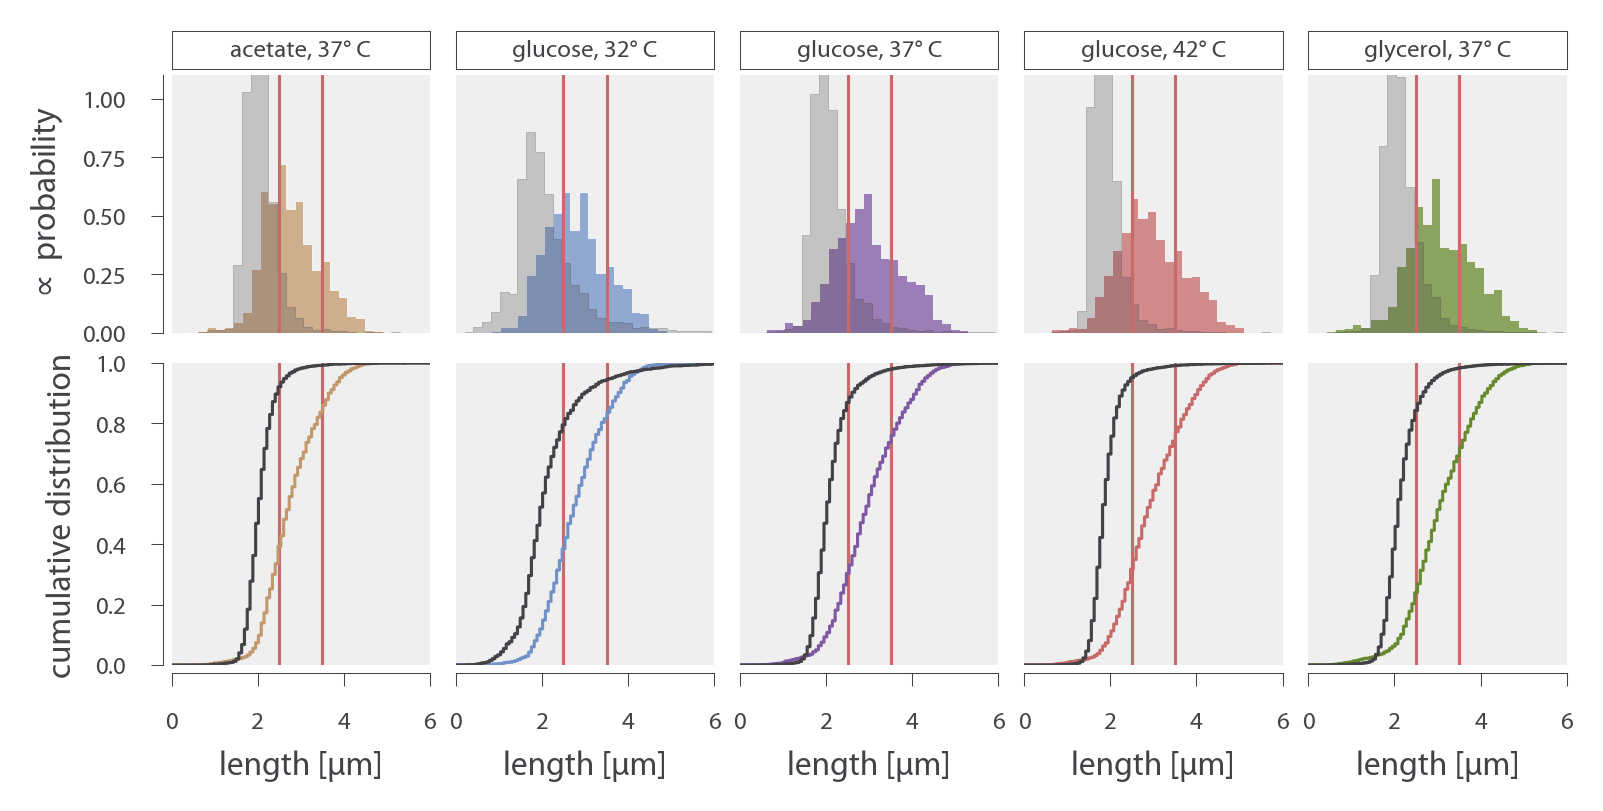 acetate, 37° C
glucose, 32° C
glucose, 37° C
glucose, 42° C
glycerol, 37° C
∝ probability
1.00
0.75
0.50
0.25
0.00
cumulative distribution
1.0
0.8
0.6
0.4
0.2
0.0
0 2 4 6 0 2 4 6 0 2 4 6 0 2 4 6 0 2 4 6
length [µm]
length [µm]
length [µm]
length [µm]
length [µm]